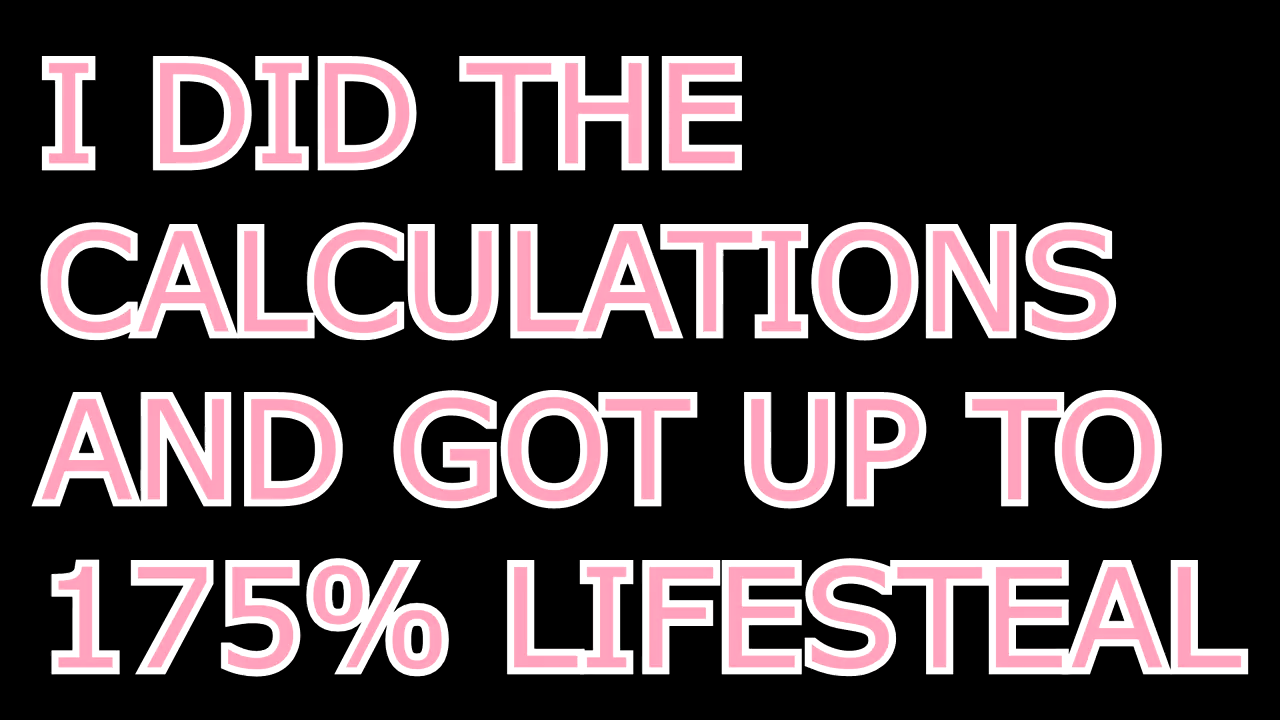 I DID THE
CALCULATIONS
AND GOT UP TO
175% LIFESTEAL